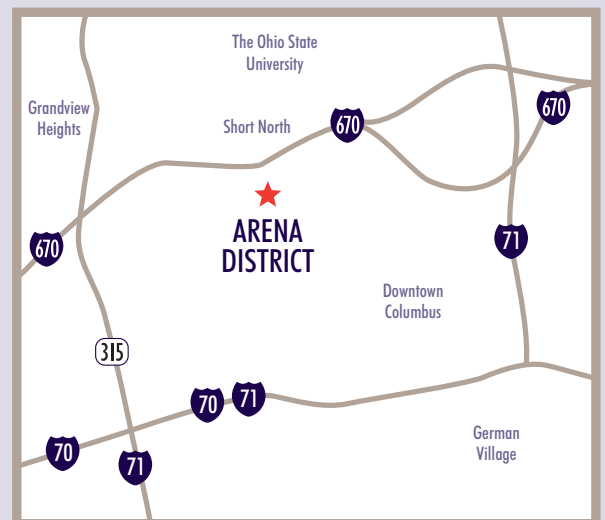 The Ohio State
University
Grandview
Heights
Short North
670
670
ARENA
DISTRICT
670
71
Downtown
Columbus
315
70
71
German
Village
70
71